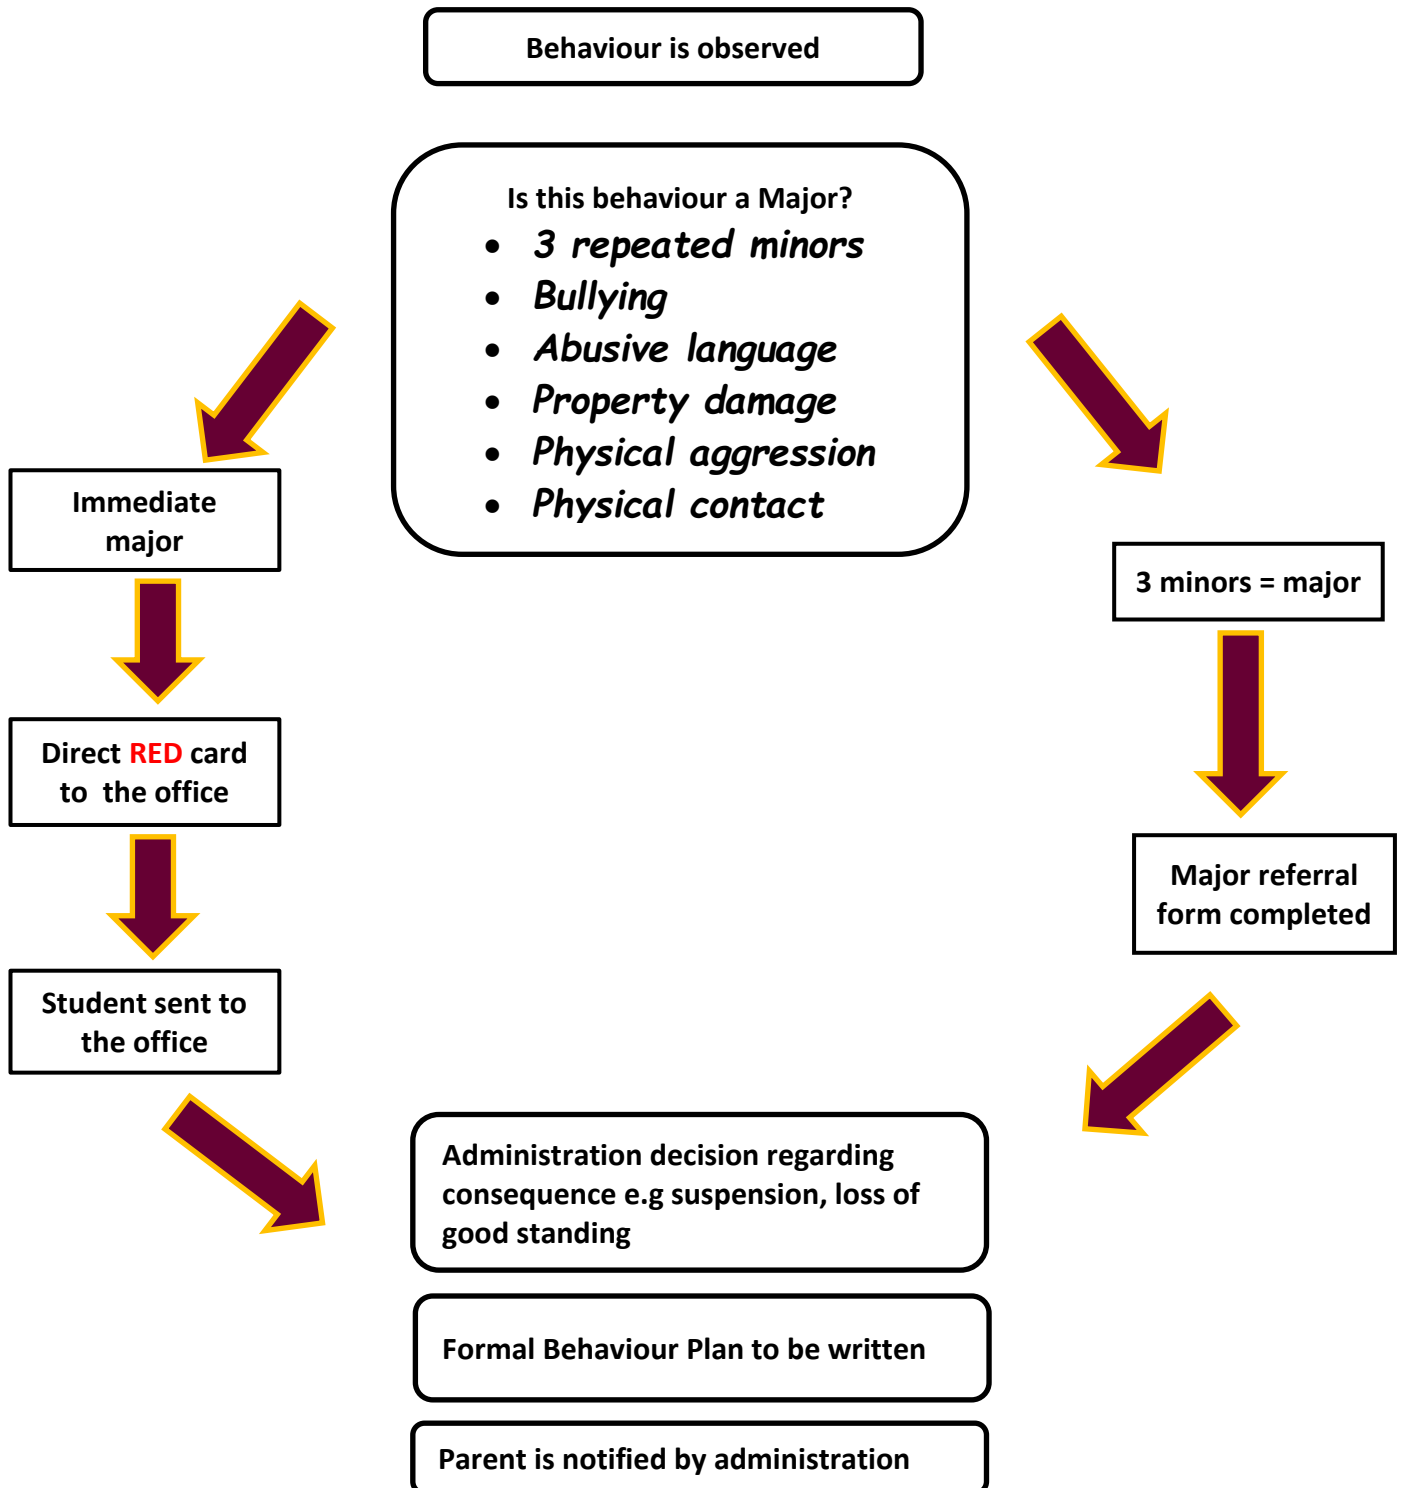 Behaviour is observed
Is this behaviour a Major?
• 3 repeated minors
• Bullying
• Abusive language
• Property damage
• Physical aggression
• Physical contact
Immediate
major
Direct RED card
to the office
Student sent to
the office
3 minors = major
Major referral
form completed
Administration decision regarding
consequence e.g suspension, loss of
good standing
Formal Behaviour Plan to be written
Parent is notified by administration